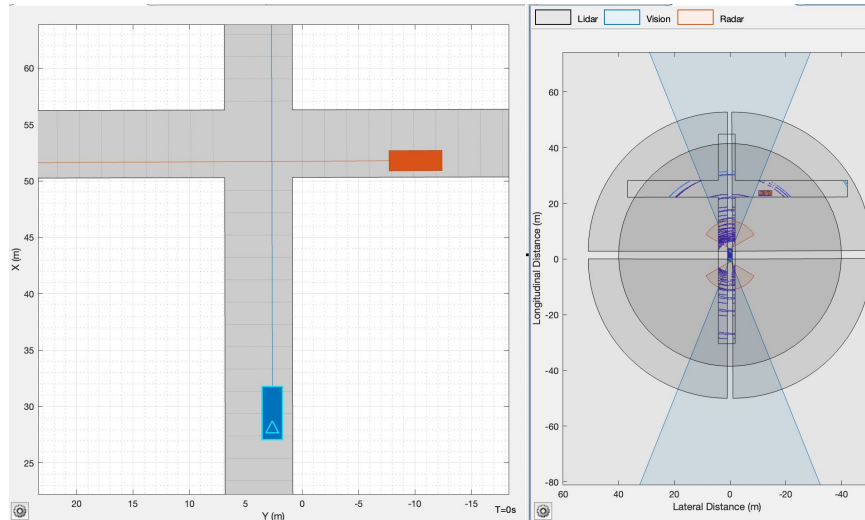 Lidar Vision Radar
60
55
50
45
40
35
30
25
X (m)
20 15 10 5 0 -5 -10 -15
Y (m)
T=0s
60
40
20
0
-20
-40
-60
-80
Longitudinal Distance (m)
60 40 20 0 -20 -40
Lateral Distance (m)